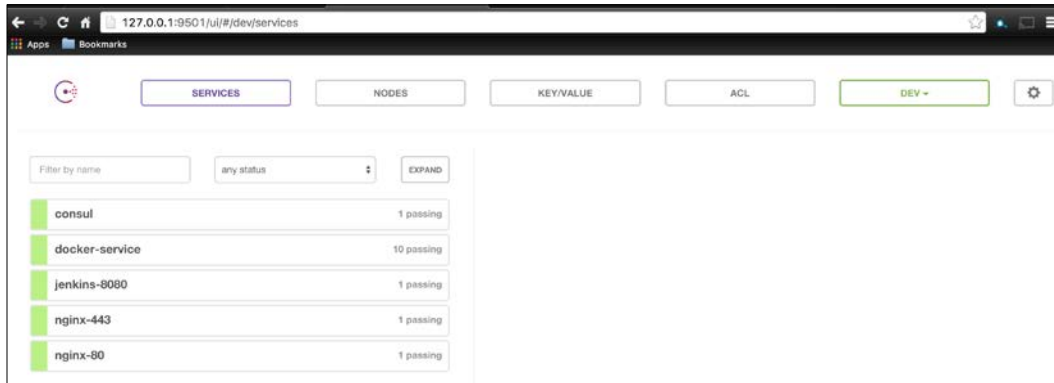 127.0.0.1:9501/ui/#/dev/services
Apps Bookmarks
SERVICES NODES KEY/VALUE ACL DEV
Filter by name any status EXPAND
consul 1 passing
docker-service 10 passing
jenkins-8080 1 passing
nginx-443 1 passing
nginx-80 1 passing